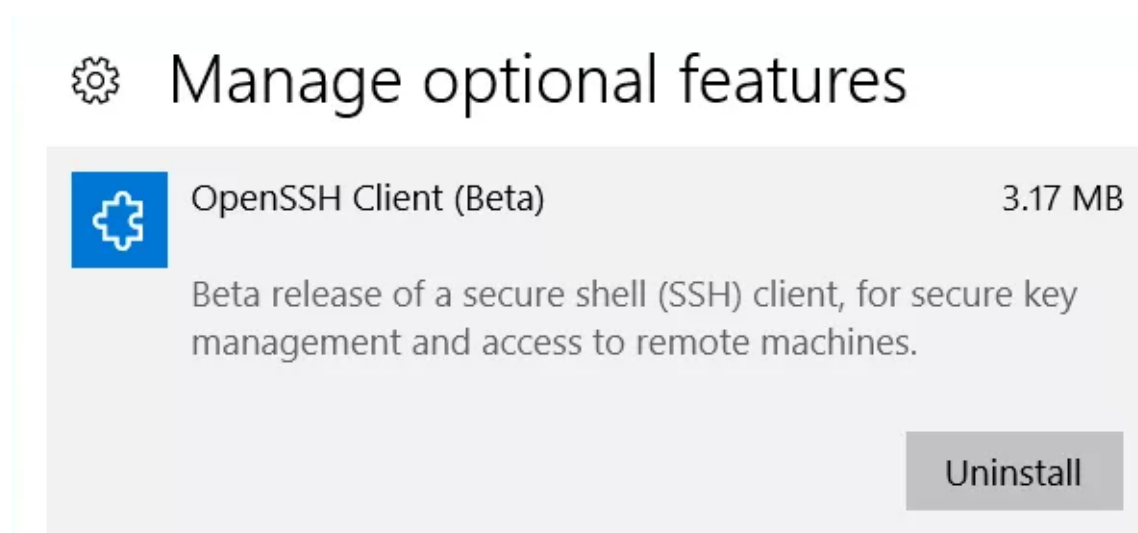 Manage optional features
OpenSSH Client (Beta)
3.17 MB
Beta release of a secure shell (SSH) client, for secure key
management and access to remote machines.
Uninstall